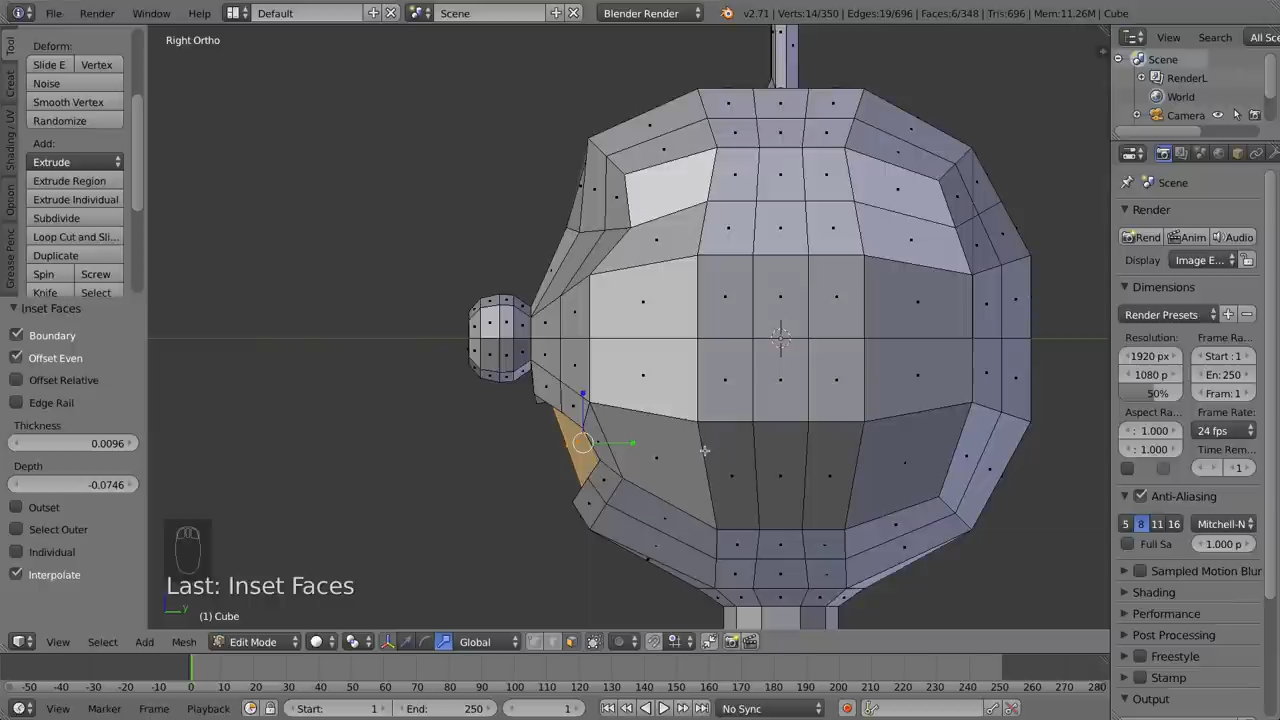 File Render Window Help Default Scene Blender Render v2.71 | Verts:14/350 | Edges:19/696 | Faces:6/348 | Tris:696 | Mem:11.26M | Cube
Right Ortho
Tool
Creat
Shading / UV
Option
Grease Penc
Deform:
Slide E Vertex
Noise
Smooth Vertex
Randomize
Add:
Extrude
Extrude Region
Extrude Individual
Subdivide
Loop Cut and Sli...
Duplicate
Spin Screw
Knife Select
Inset Faces
Boundary
Offset Even
Offset Relative
Edge Rail
Thickness
0.0096
Depth
-0.0746
Outset
Select Outer
Individual
Interpolate
Last: Inset Faces
y
(1) Cube
View Search All Sce
Scene
RenderL
World
Camera
Scene
Render
Rend Anim Audio
Display Image E...
Dimensions
Render Presets
Resolution: Frame Ra...
1920 px Start : 1
1080 p En: 250
50% Fram: 1
Aspect Ra... Frame Rate:
: 1.000 24 fps
: 1.000 Time Rem...
: 1
Anti-Aliasing
5 8 11 16 Mitchell-N
Full Sa 1.000 p
Sampled Motion Blur
Shading
Performance
Post Processing
Freestyle
Stamp
Output
View Select Add Mesh Edit Mode Global
-50 -40 -30 -20 -10 0 10 20 30 40 50 60 70 80 90 100 110 120 130 140 150 160 170 180 190 200 210 220 230 240 250 260 270 280
View Marker Frame Playback Start: 1 End: 250 1 No Sync